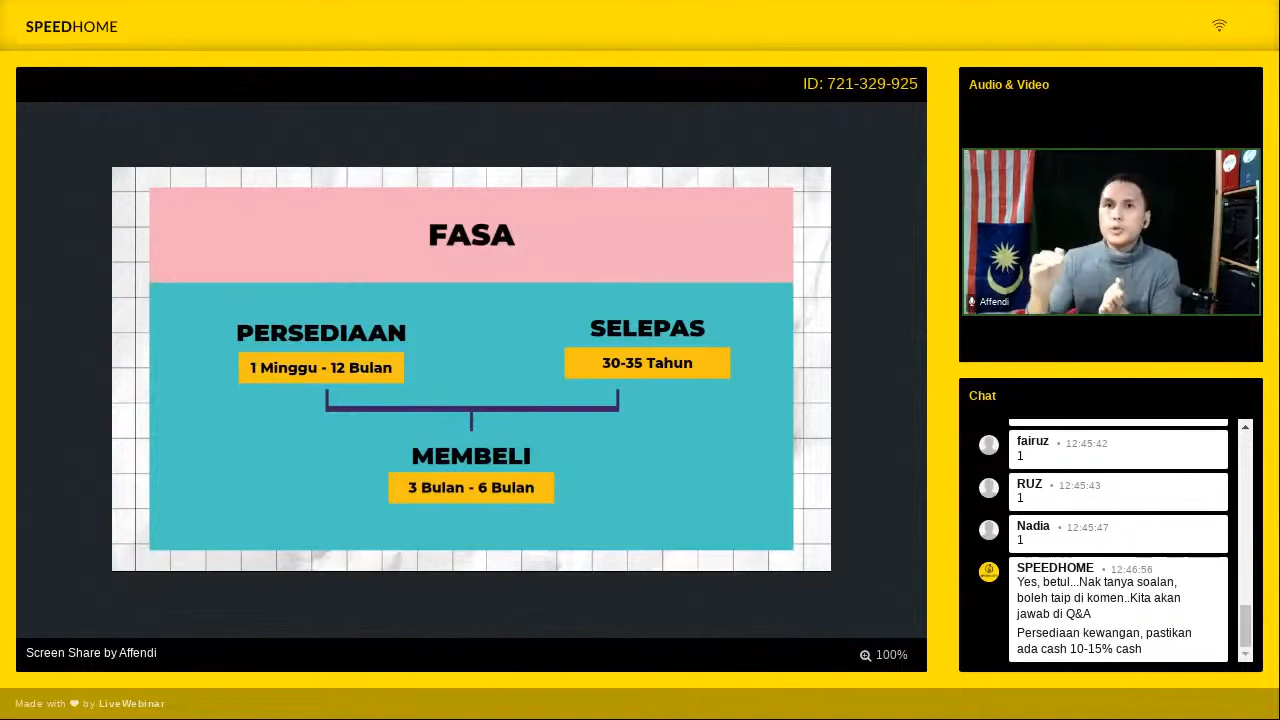 SPEEDHOME
ID: 721-329-925
FASA
PERSEDIAAN
1 Minggu - 12 Bulan
SELEPAS
30-35 Tahun
MEMBELI
3 Bulan - 6 Bulan
Screen Share by Affendi
100%
Audio & Video
Affendi
Chat
fairuz • 12:45:42
1
RUZ • 12:45:43
1
Nadia • 12:45:47
1
SPEEDHOME • 12:46:56
Yes, betul...Nak tanya soalan,
boleh taip di komen..Kita akan
jawab di Q&A
Persediaan kewangan, pastikan
ada cash 10-15% cash
Made with ❤ by LiveWebinar